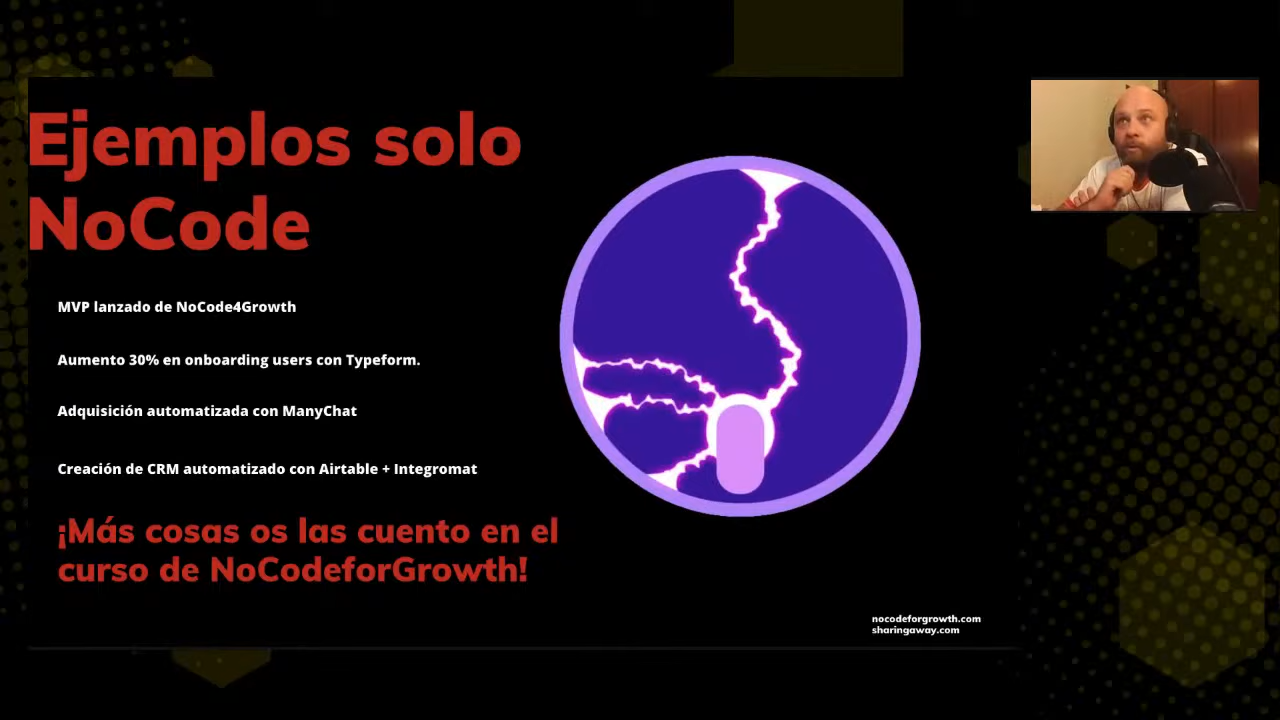 Ejemplos solo
NoCode
MVP lanzado de NoCode4Growth
Aumento 30% en onboarding users con Typeform.
Adquisición automatizada con ManyChat
Creación de CRM automatizado con Airtable + Integromat
¡Más cosas os las cuento en el
curso de NoCodeforGrowth!
nocodeforgrowth.com
sharingaway.com